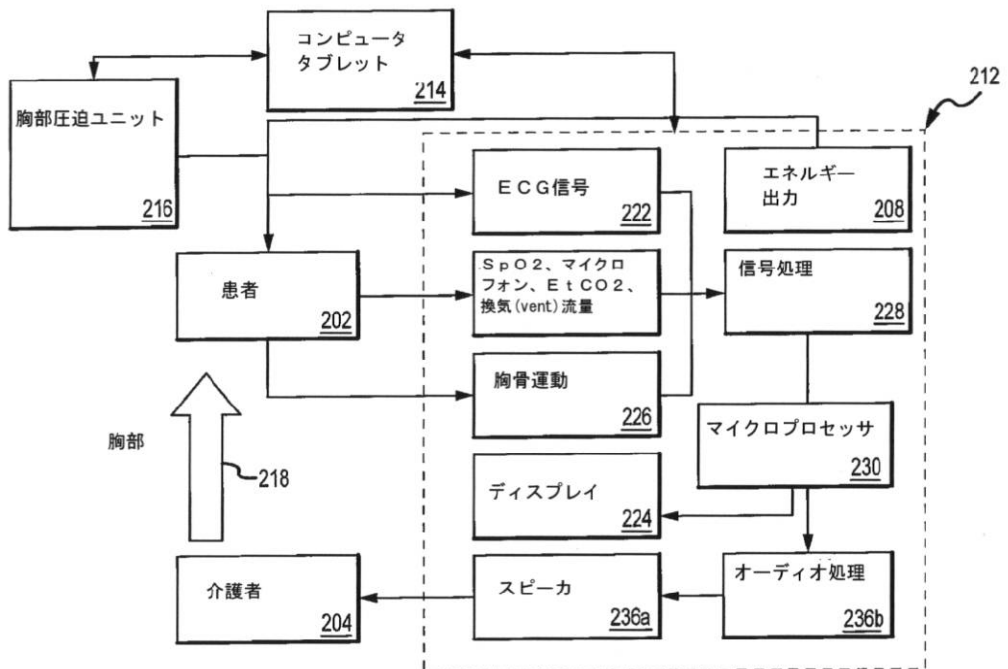 コンピュータ
タブレット
214
212
胸部圧迫ユニット
216
ECG信号
222
エネルギー
出力
208
患者
202
SpO2、マイクロ
フォン、EtCO2、
換気(vent)流量
信号処理
228
胸骨運動
226
マイクロプロセッサ
230
胸部
218
ディスプレイ
224
介護者
204
スピーカ
236a
オーディオ処理
236b